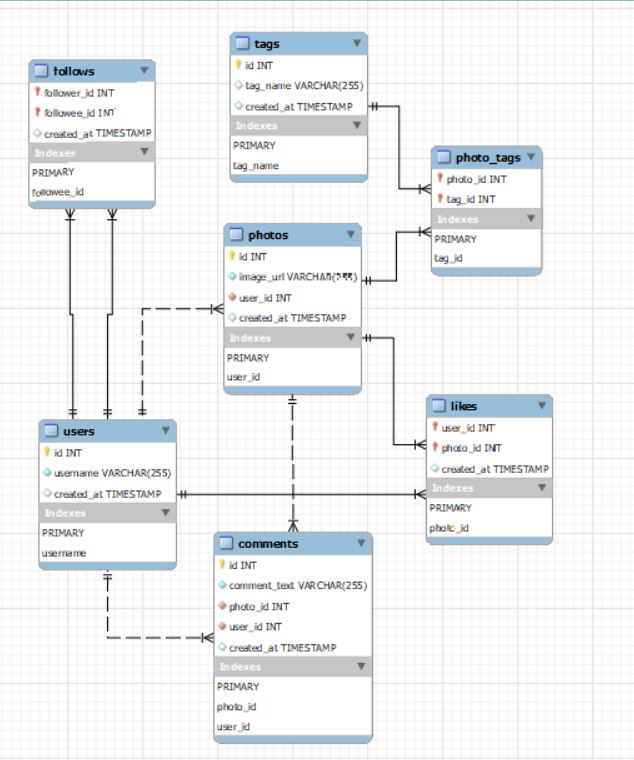 tags
id INT
tag_name VARCHAR(255)
created_at TIMESTAMP
PRIMARY
tag_name
follows
follower_id INT
followee_id INT
created_at TIMESTAMP
Indexes
PRIMARY
followee_id
photo_tags
photo_id INT
tag_id INT
Indexes
PRIMARY
tag_id
photos
id INT
image_url VARCHAR(255)
user_id INT
created_at TIMESTAMP
Indexes
PRIMARY
user_id
likes
user_id INT
photo_id INT
created_at TIMESTAMP
Indexes
PRIMARY
photo_id
users
id INT
username VARCHAR(255)
created_at TIMESTAMP
Indexes
PRIMARY
username
comments
id INT
comment_text VARCHAR(255)
photo_id INT
user_id INT
created_at TIMESTAMP
Indexes
PRIMARY
photo_id
user_id